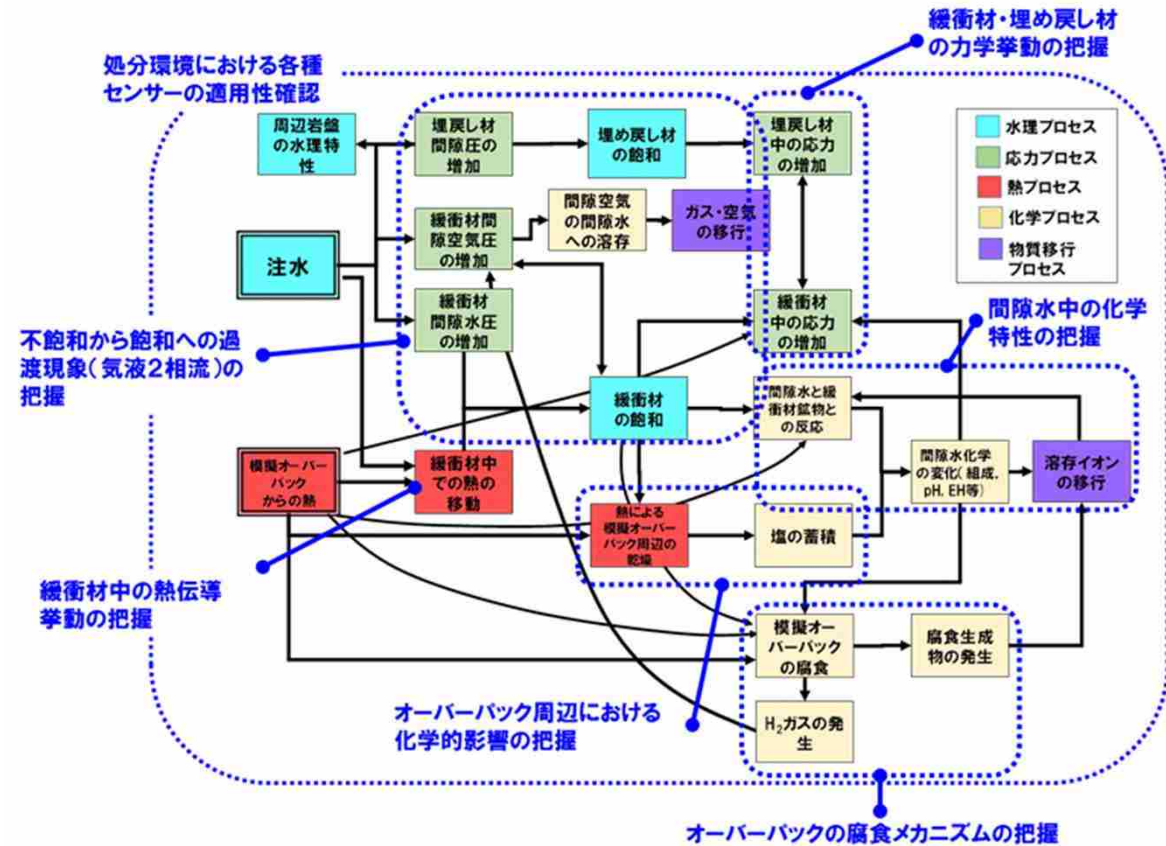 緩衝材・埋め戻し材
の力学挙動の把握
処分環境における各種
センサーの適用性確認
周辺岩盤
の水理特
性
埋戻し材
間隙圧の
増加
埋め戻し材
の飽和
埋戻し材
中の応力
の増加
水理プロセス
応力プロセス
熱プロセス
化学プロセス
物質移行
プロセス
緩衝材間
隙空気圧
の増加
間隙空気
の間隙水
への溶存
ガス・空気
の移行
注水
緩衝材
間隙水圧
の増加
緩衝材
中の応力
の増加
間隙水中の化学
特性の把握
不飽和から飽和への過
渡現象(気液2相流)の
把握
緩衝材
の飽和
間隙水と緩
衝材鉱物と
の反応
模擬オーバー
パック
からの熱
緩衝材中
での熱の
移動
間隙水化学
の変化(組成,
pH, EH等)
溶存イオン
の移行
熱による
模擬オーバー
パック周辺の
乾燥
塩の蓄積
緩衝材中の熱伝導
挙動の把握
模擬オー
バーパック
の腐食
腐食生成
物の発生
オーバーパック周辺における
化学的影響の把握
H₂ガスの発
生
オーバーパックの腐食メカニズムの把握